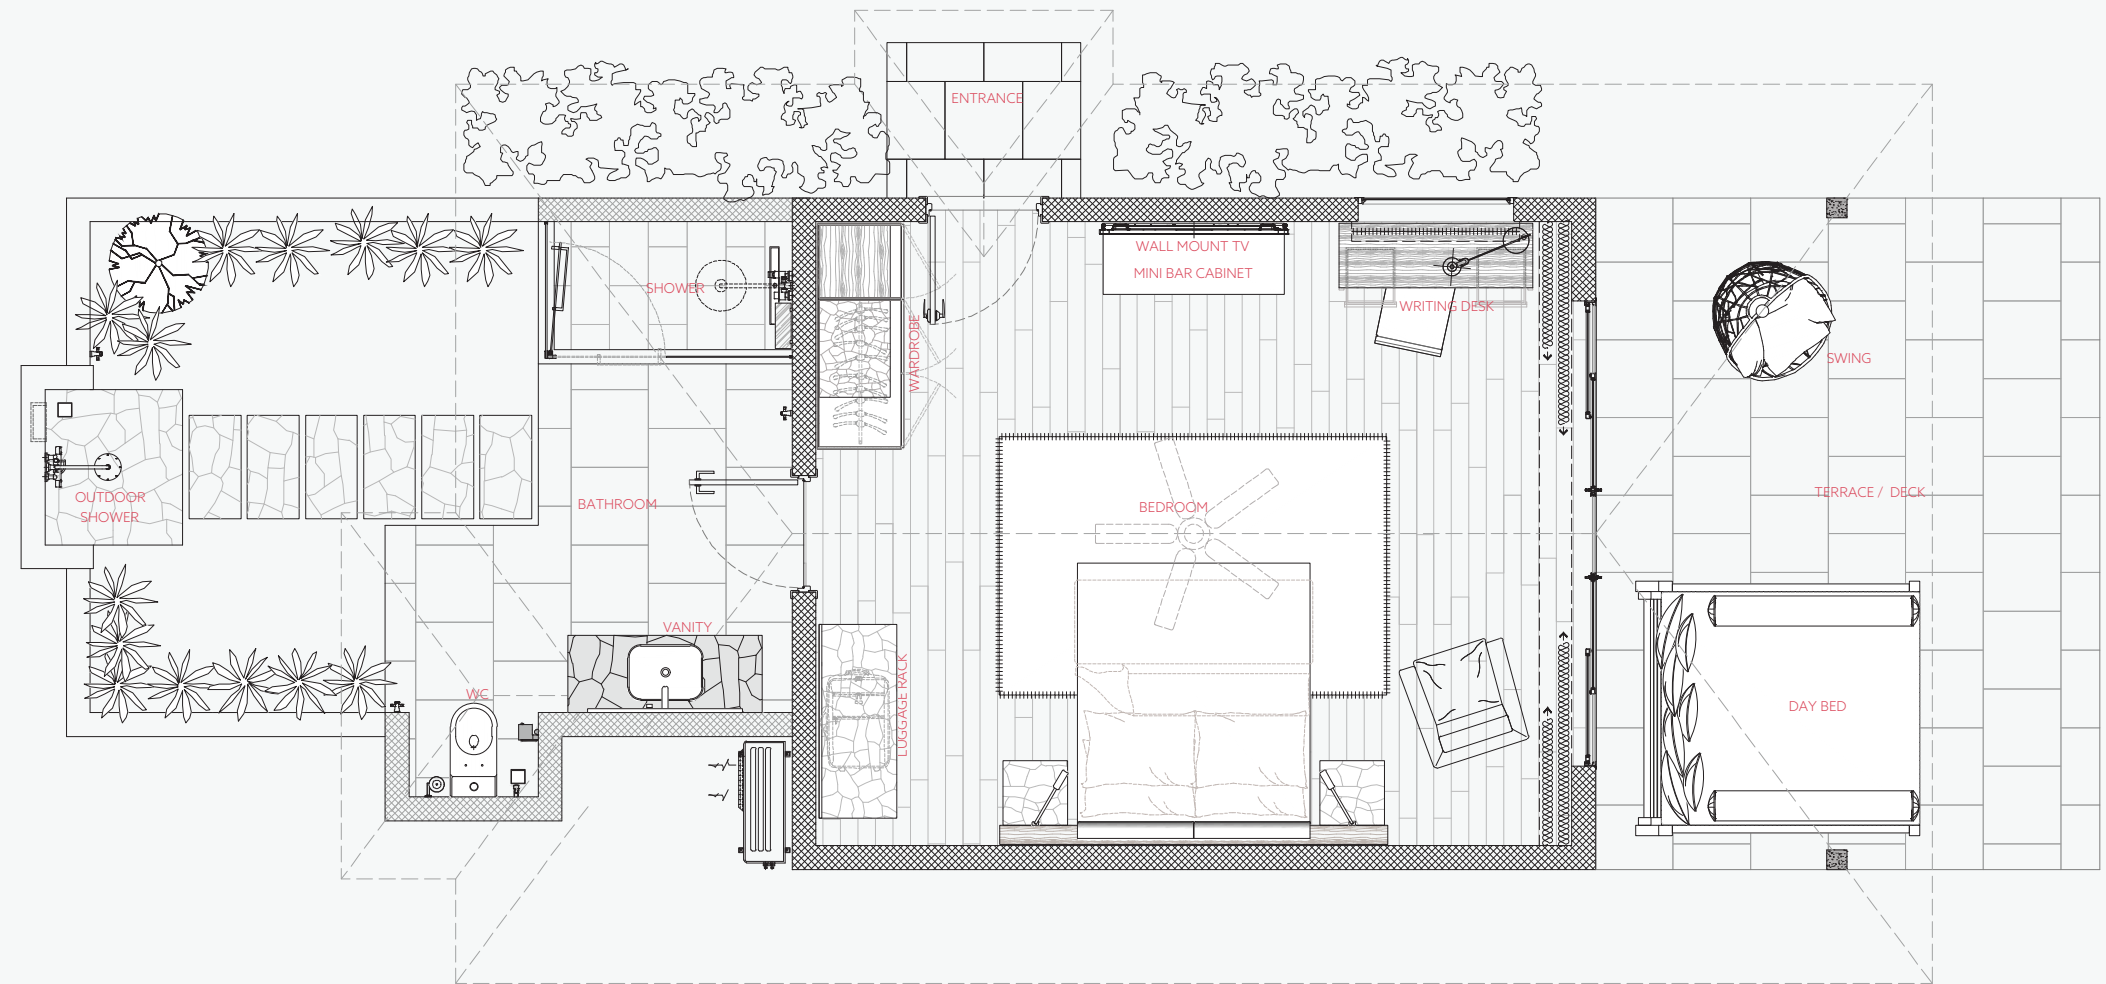 ENTRANCE
WALL MOUNT TV
MINI BAR CABINET
SHOWER
WRITING DESK
WARDROBE
SWING
OUTDOOR
SHOWER
BATHROOM
BEDROOM
TERRACE / DECK
VANITY
WC
LUGGAGE RACK
DAY BED